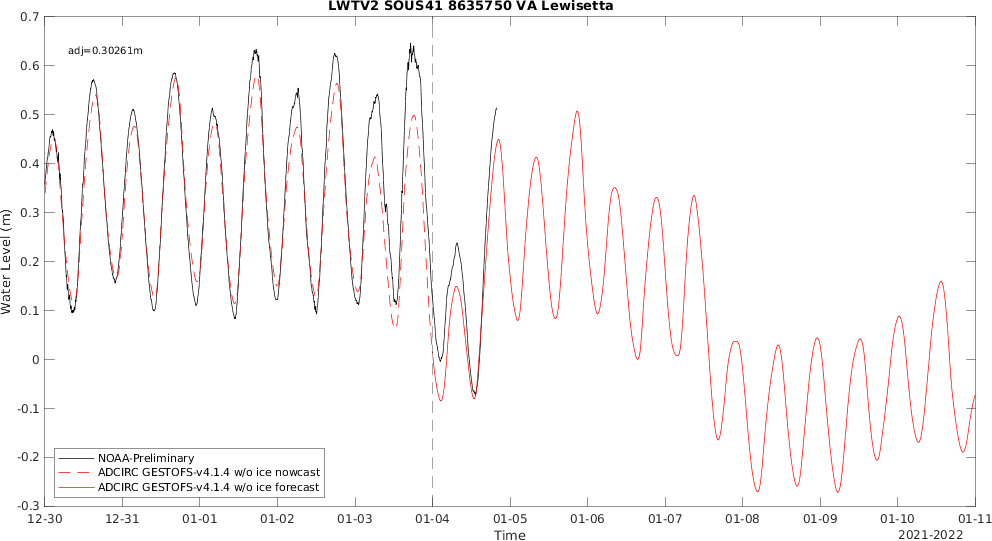 LWTV2 SOUS41 8635750 VA Lewisetta
adj=0.30261m
Water Level (m)
0.7
0.6
0.5
0.4
0.3
0.2
0.1
0
-0.1
-0.2
-0.3
NOAA-Preliminary
ADCIRC GESTOFS-v4.1.4 w/o ice nowcast
ADCIRC GESTOFS-v4.1.4 w/o ice forecast
12-30 12-31 01-01 01-02 01-03 01-04 01-05 01-06 01-07 01-08 01-09 01-10 01-11
Time
2021-2022